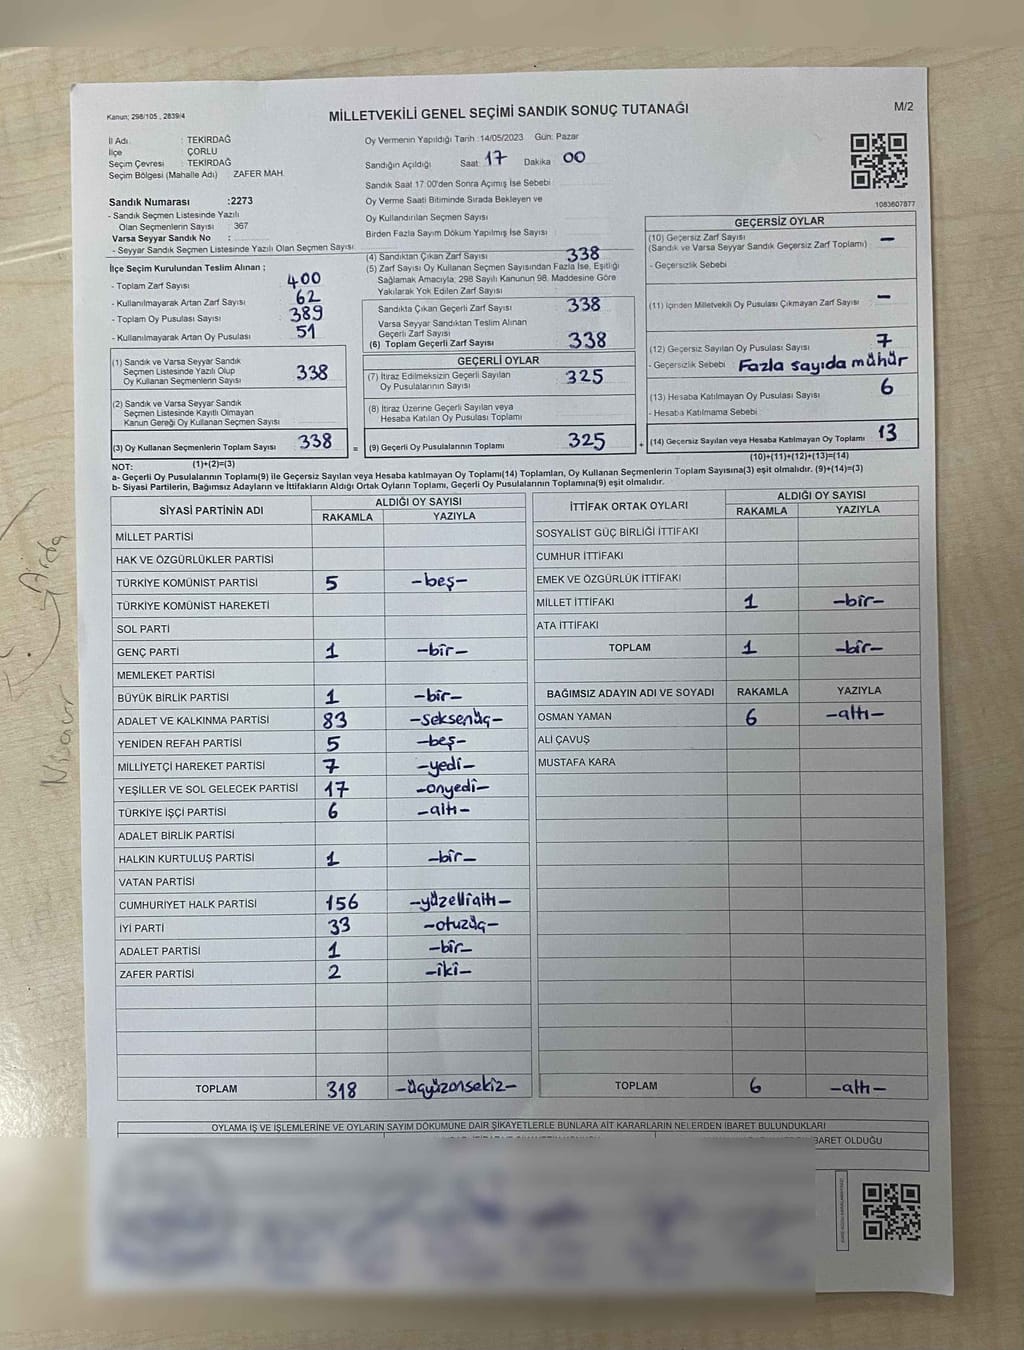 Kanun; 298/105 , 2839/4
MİLLETVEKİLİ GENEL SEÇİMİ SANDIK SONUÇ TUTANAĞI
M/2
İl Adı : TEKİRDAĞ
İlçe : ÇORLU
Seçim Çevresi : TEKİRDAĞ
Seçim Bölgesi (Mahalle Adı) : ZAFER MAH.
Oy Vermenin Yapıldığı Tarih :14/05/2023 Gün: Pazar
Sandığın Açıldığı Saat: 17 Dakika : 00
Sandık Saat 17:00'den Sonra Açımış İse Sebebi
Oy Verme Saati Bitiminde Sırada Bekleyen ve
Oy Kullandırılan Seçmen Sayısı
Birden Fazla Sayım Döküm Yapılmış İse Sayısı
1083607877
Sandık Numarası :2273
- Sandık Seçmen Listesinde Yazılı
Olan Seçmenlerin Sayısı : 367
Varsa Seyyar Sandık No :
- Seyyar Sandık Seçmen Listesinde Yazılı Olan Seçmen Sayısı
İlçe Seçim Kurulundan Teslim Alınan ;
- Toplam Zarf Sayısı 400
- Kullanılmayarak Artan Zarf Sayısı 62
- Toplam Oy Pusulası Sayısı 389
- Kullanılmayarak Artan Oy Pusulası 51
(1) Sandık ve Varsa Seyyar Sandık
Seçmen Listesinde Yazılı Olup
Oy Kullanan Seçmenlerin Sayısı 338
(2) Sandık ve Varsa Seyyar Sandık
Seçmen Listesinde Kayıtlı Olmayan
Kanun Gereği Oy Kullanan Seçmen Sayısı
(3) Oy Kullanan Seçmenlerin Toplam Sayısı 338
(4) Sandıktan Çıkan Zarf Sayısı 338
(5) Zarf Sayısı Oy Kullanan Seçmen Sayısından Fazla İse, Eşitliği
Sağlamak Amacıyla; 298 Sayılı Kanunun 98. Maddesine Göre
Yakılarak Yok Edilen Zarf Sayısı
Sandıkta Çıkan Geçerli Zarf Sayısı 338
Varsa Seyyar Sandıktan Teslim Alınan
Geçerli Zarf Sayısı
(6) Toplam Geçerli Zarf Sayısı 338
GEÇERLİ OYLAR
(7) İtiraz Edilmeksizin Geçerli Sayılan
Oy Pusulalarının Sayısı 325
(8) İtiraz Üzerine Geçerli Sayılan veya
Hesaba Katılan Oy Pusulası Toplamı
= (9) Geçerli Oy Pusulalarının Toplamı 325
GEÇERSİZ OYLAR
(10) Geçersiz Zarf Sayısı –
(Sandık ve Varsa Seyyar Sandık Geçersiz Zarf Toplamı)
- Geçersizlik Sebebi
(11) İçinden Milletvekili Oy Pusulası Çıkmayan Zarf Sayısı –
(12) Geçersiz Sayılan Oy Pusulası Sayısı 7
- Geçersizlik Sebebi : Fazla sayıda mühür
(13) Hesaba Katılmayan Oy Pusulası Sayısı 6
- Hesaba Katılmama Sebebi
+ (14) Geçersiz Sayılan veya Hesaba Katılmayan Oy Toplamı 13
NOT: (1)+(2)=(3)
(10)+(11)+(12)+(13)=(14)
a- Geçerli Oy Pusulalarının Toplamı(9) ile Geçersiz Sayılan veya Hesaba katılmayan Oy Toplamı(14) Toplamları, Oy Kullanan Seçmenlerin Toplam Sayısına(3) eşit olmalıdır. (9)+(14)=(3)
b- Siyasi Partilerin, Bağımsız Adayların ve İttifakların Aldığı Ortak Oyların Toplamı, Geçerli Oy Pusulalarının Toplamına(9) eşit olmalıdır.
SİYASİ PARTİNİN ADI
ALDIĞI OY SAYISI
RAKAMLA YAZIYLA
MİLLET PARTİSİ
HAK VE ÖZGÜRLÜKLER PARTİSİ
TÜRKİYE KOMÜNİST PARTİSİ 5 -beş-
TÜRKİYE KOMÜNİST HAREKETİ
SOL PARTİ
GENÇ PARTİ 1 -bir-
MEMLEKET PARTİSİ
BÜYÜK BİRLİK PARTİSİ 1 -bir-
ADALET VE KALKINMA PARTİSİ 83 -seksenüç-
YENİDEN REFAH PARTİSİ 5 -beş-
MİLLİYETÇİ HAREKET PARTİSİ 7 -yedi-
YEŞİLLER VE SOL GELECEK PARTİSİ 17 -onyedi-
TÜRKİYE İŞÇİ PARTİSİ 6 -altı-
ADALET BİRLİK PARTİSİ
HALKIN KURTULUŞ PARTİSİ 1 -bir-
VATAN PARTİSİ
CUMHURİYET HALK PARTİSİ 156 -yüzellialtı-
İYİ PARTİ 33 -otuzüç-
ADALET PARTİSİ 1 -bir-
ZAFER PARTİSİ 2 -iki-
TOPLAM 318 -üçyüzonsekiz-
İTTİFAK ORTAK OYLARI
ALDIĞI OY SAYISI
RAKAMLA YAZIYLA
SOSYALİST GÜÇ BİRLİĞİ İTTİFAKI
CUMHUR İTTİFAKI
EMEK VE ÖZGÜRLÜK İTTİFAKI
MİLLET İTTİFAKI 1 -bir-
ATA İTTİFAKI
TOPLAM 1 -bir-
BAĞIMSIZ ADAYIN ADI VE SOYADI RAKAMLA YAZIYLA
OSMAN YAMAN 6 -altı-
ALİ ÇAVUŞ
MUSTAFA KARA
TOPLAM 6 -altı-
OYLAMA İŞ VE İŞLEMLERİNE VE OYLARIN SAYIM DÖKÜMÜNE DAİR ŞİKAYETLERLE BUNLARA AİT KARARLARIN NELERDEN İBARET BULUNDUKLARI
BARET OLDUĞU
Arda
Nisanur